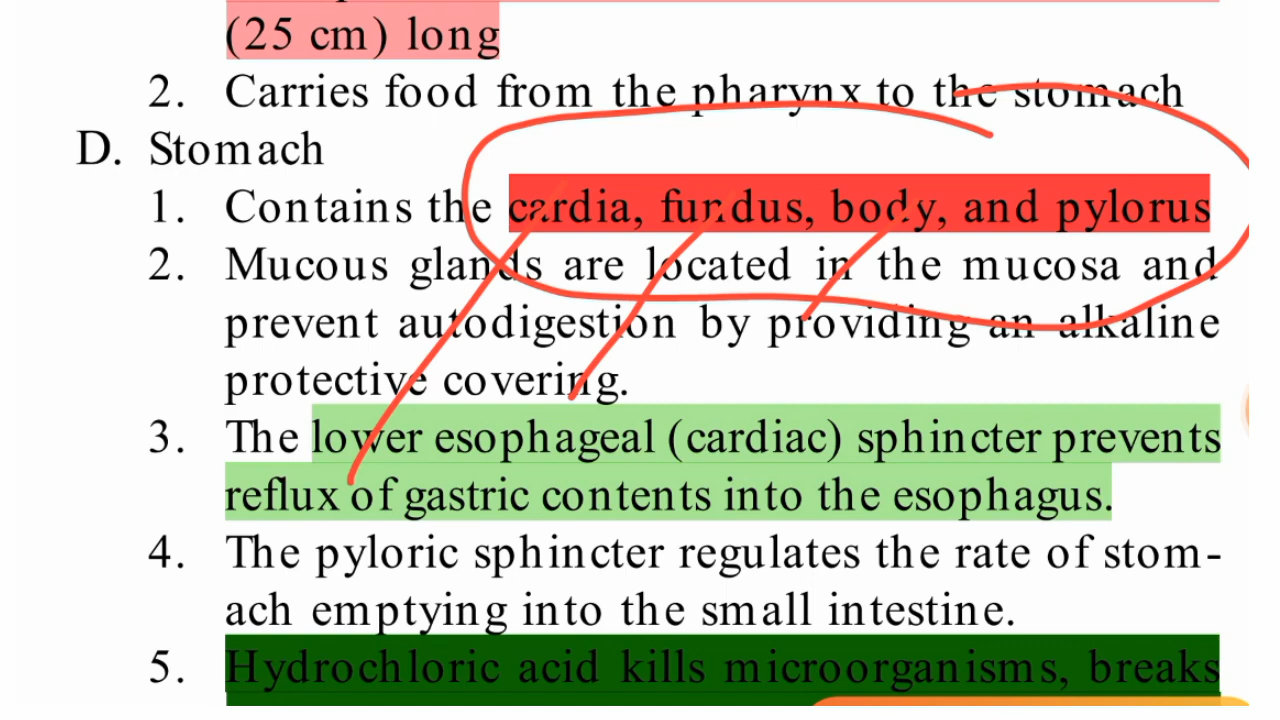 (25 cm) long
2. Carries food from the pharynx to the stomach
D. Stomach
1. Contains the cardia, fundus, body, and pylorus
2. Mucous glands are located in the mucosa and
prevent autodigestion by providing an alkaline
protective covering.
3. The lower esophageal (cardiac) sphincter prevents
reflux of gastric contents into the esophagus.
4. The pyloric sphincter regulates the rate of stom-
ach emptying into the small intestine.
5. Hydrochloric acid kills microorganisms, breaks